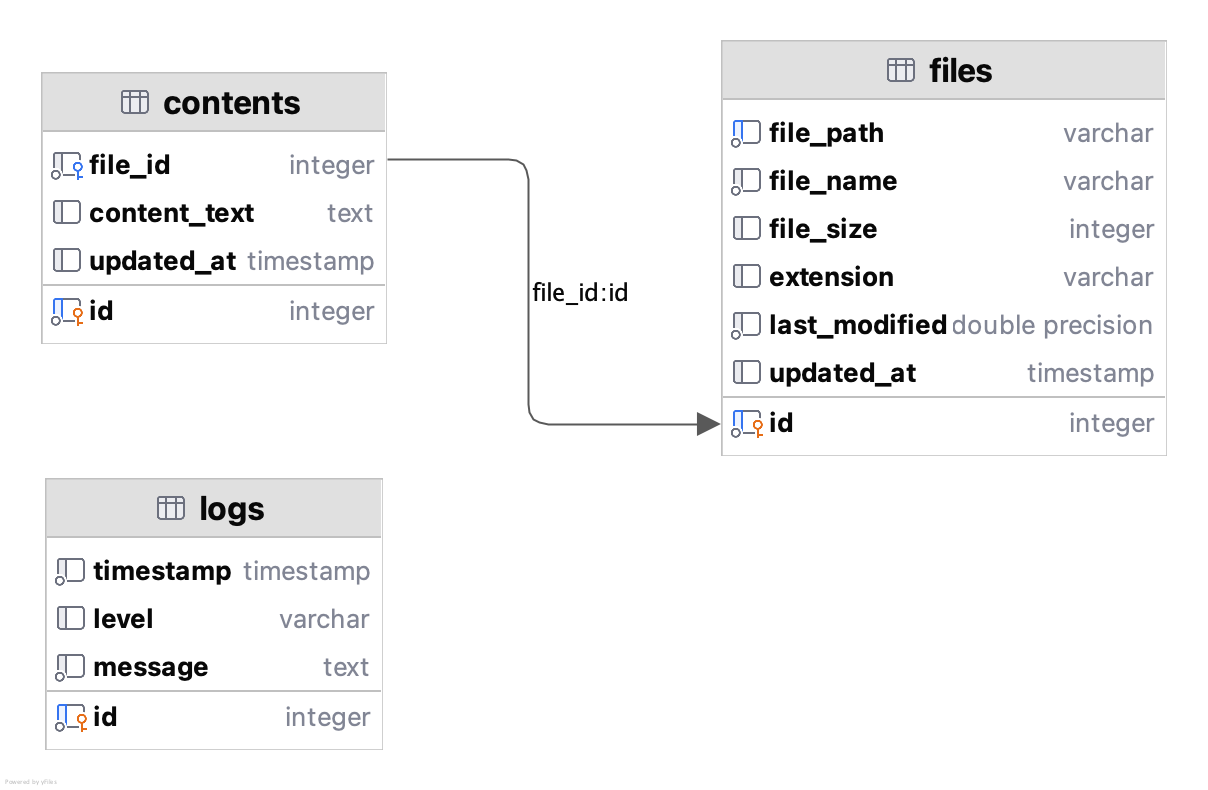 contents
file_id integer
content_text text
updated_at timestamp
id integer
file_id:id
files
file_path varchar
file_name varchar
file_size integer
extension varchar
last_modified double precision
updated_at timestamp
id integer
logs
timestamp timestamp
level varchar
message text
id integer
Powered by yFiles